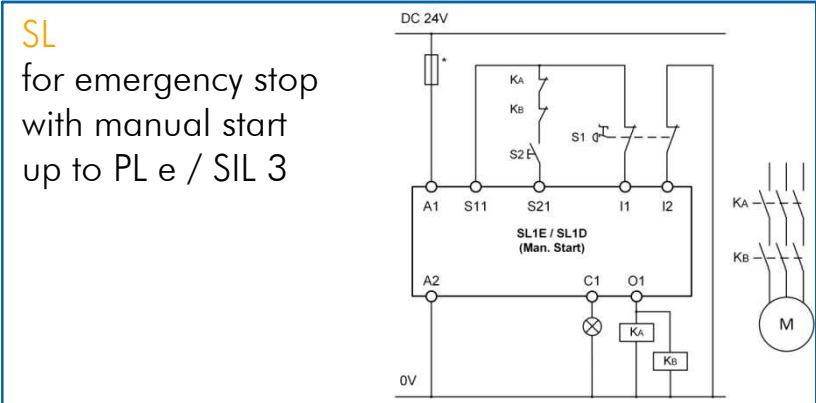 SL
for emergency stop
with manual start
up to PL e / SIL 3
DC 24V
*
KA
KB
S1
S2
A1 S11 S21 I1 I2
SL1E / SL1D
(Man. Start)
A2 C1 O1
KA
KB
0V
KA
KB
M